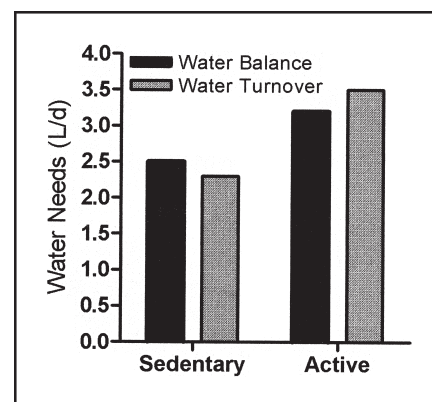 4.0
3.5
3.0
2.5
2.0
1.5
1.0
0.5
0.0
Water Needs (L/d)
Water Balance
Water Turnover
Sedentary
Active